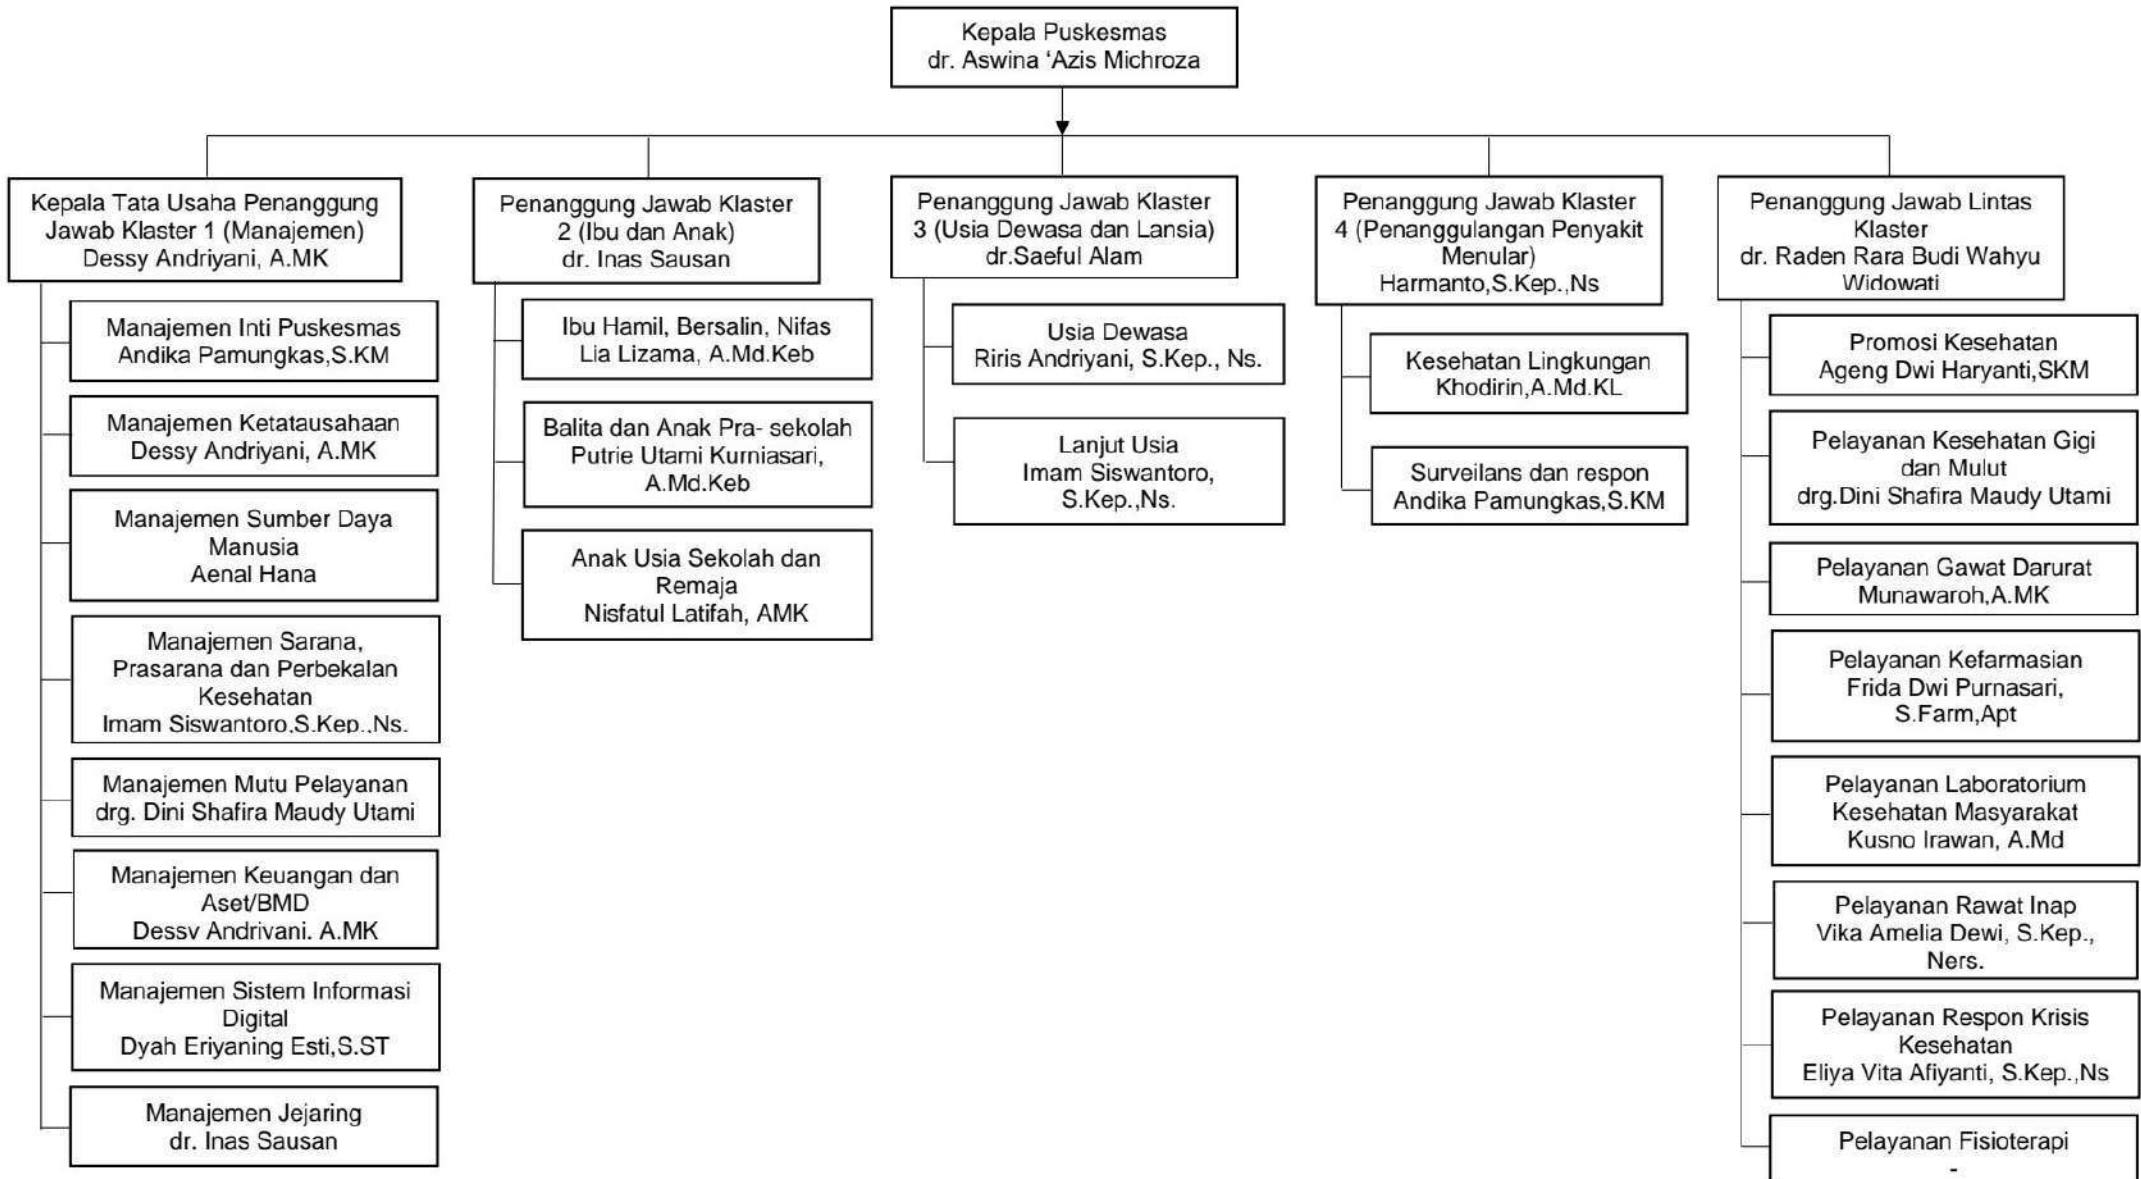 Kepala Puskesmas
dr. Aswina ‘Azis Michroza
Kepala Tata Usaha Penanggung
Jawab Klaster 1 (Manajemen)
Dessy Andriyani, A.MK
Manajemen Inti Puskesmas
Andika Pamungkas,S.KM
Manajemen Ketatausahaan
Dessy Andriyani, A.MK
Manajemen Sumber Daya
Manusia
Aenal Hana
Manajemen Sarana,
Prasarana dan Perbekalan
Kesehatan
Imam Siswantoro,S.Kep.,Ns.
Manajemen Mutu Pelayanan
drg. Dini Shafira Maudy Utami
Manajemen Keuangan dan
Aset/BMD
Dessy Andriyani. A.MK
Manajemen Sistem Informasi
Digital
Dyah Eriyaning Esti,S.ST
Manajemen Jejaring
dr. Inas Sausan
Penanggung Jawab Klaster
2 (Ibu dan Anak)
dr. Inas Sausan
Ibu Hamil, Bersalin, Nifas
Lia Lizama, A.Md.Keb
Balita dan Anak Pra- sekolah
Putrie Utami Kurniasari,
A.Md.Keb
Anak Usia Sekolah dan
Remaja
Nisfatul Latifah, AMK
Penanggung Jawab Klaster
3 (Usia Dewasa dan Lansia)
dr.Saeful Alam
Usia Dewasa
Riris Andriyani, S.Kep., Ns.
Lanjut Usia
Imam Siswantoro,
S.Kep.,Ns.
Penanggung Jawab Klaster
4 (Penanggulangan Penyakit
Menular)
Harmanto,S.Kep.,Ns
Kesehatan Lingkungan
Khodirin,A.Md.KL
Surveilans dan respon
Andika Pamungkas,S.KM
Penanggung Jawab Lintas
Klaster
dr. Raden Rara Budi Wahyu
Widowati
Promosi Kesehatan
Ageng Dwi Haryanti,SKM
Pelayanan Kesehatan Gigi
dan Mulut
drg.Dini Shafira Maudy Utami
Pelayanan Gawat Darurat
Munawaroh,A.MK
Pelayanan Kefarmasian
Frida Dwi Purnasari,
S.Farm,Apt
Pelayanan Laboratorium
Kesehatan Masyarakat
Kusno Irawan, A.Md
Pelayanan Rawat Inap
Vika Amelia Dewi, S.Kep.,
Ners.
Pelayanan Respon Krisis
Kesehatan
Eliya Vita Afiyanti, S.Kep.,Ns
Pelayanan Fisioterapi
-